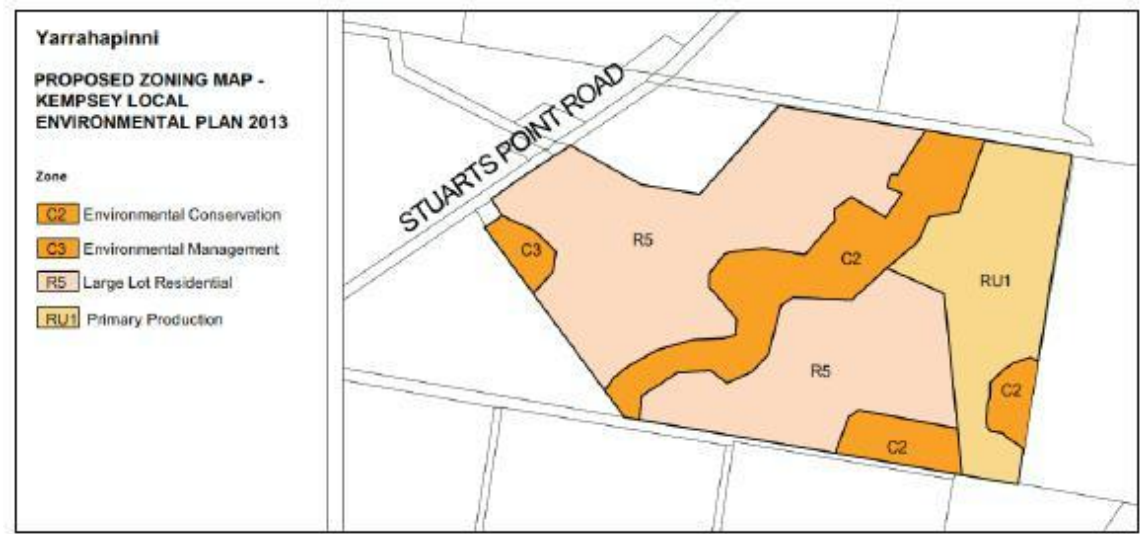 Yarrahapinni
PROPOSED ZONING MAP -
KEMPSEY LOCAL
ENVIRONMENTAL PLAN 2013
Zone
C2 Environmental Conservation
C3 Environmental Management
R5 Large Lot Residential
RU1 Primary Production
STUARTS POINT ROAD
R5
C3
C2
RU1
R5
C2
C2